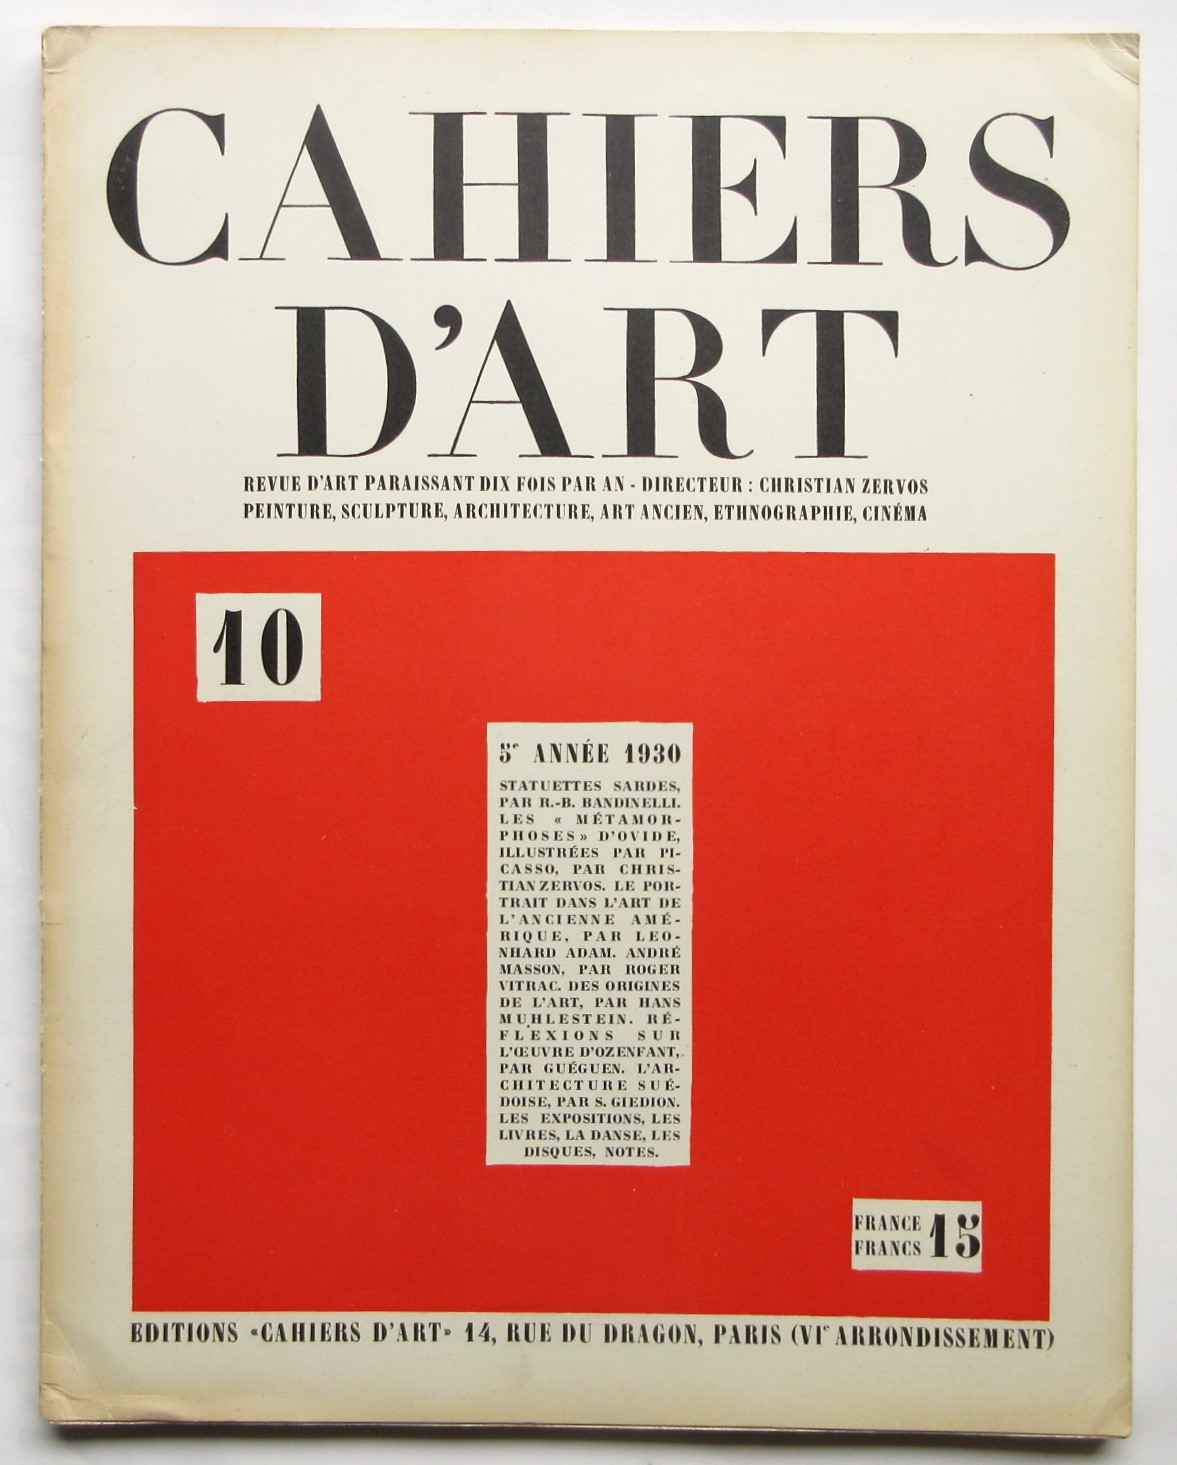 CAHIERS
D'ART
REVUE D'ART PARAISSANT DIX FOIS PAR AN - DIRECTEUR : CHRISTIAN ZERVOS
PEINTURE, SCULPTURE, ARCHITECTURE, ART ANCIEN, ETHNOGRAPHIE, CINÉMA
10
5e ANNÉE 1930
STATUETTES SARDES,
PAR R.-B. BANDINELLI.
LES « MÉTAMOR-
PHOSES » D'OVIDE,
ILLUSTRÉES PAR PI-
CASSO, PAR CHRIS-
TIAN ZERVOS. LE POR-
TRAIT DANS L'ART DE
L'ANCIENNE AMÉ-
RIQUE, PAR LEO-
NHARD ADAM. ANDRÉ
MASSON, PAR ROGER
VITRAC. DES ORIGINES
DE L'ART, PAR HANS
MUHLESTEIN. RÉ-
FLEXIONS SUR
L'ŒUVRE D'OZENFANT,
PAR GUÉGUEN. L'AR-
CHITECTURE SUÉ-
DOISE, PAR S. GIEDION.
LES EXPOSITIONS, LES
LIVRES, LA DANSE, LES
DISQUES, NOTES.
FRANCE
FRANCS 15
EDITIONS «CAHIERS D'ART» 14, RUE DU DRAGON, PARIS (VIe ARRONDISSEMENT)